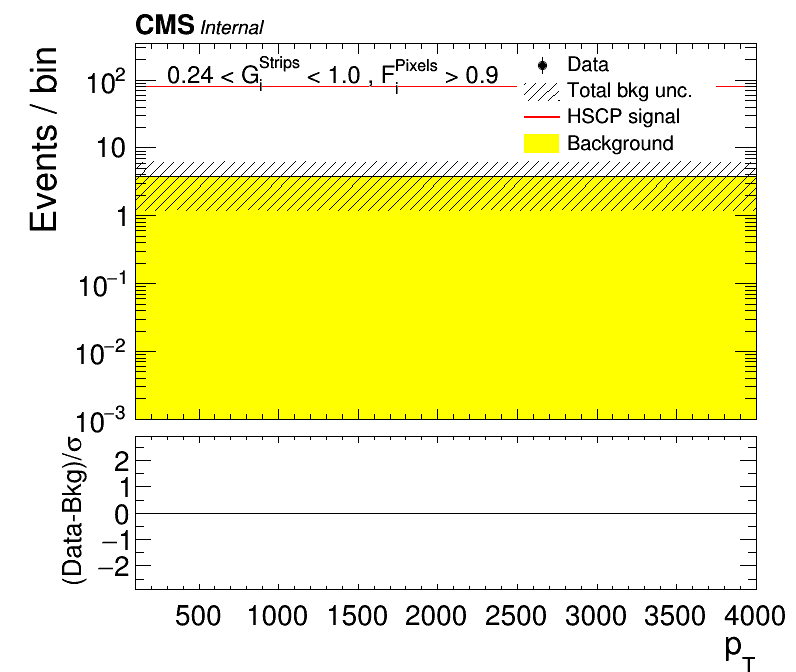 CMS Internal
Events / bin
0.24 < G_i^Strips < 1.0 , F_i^Pixels > 0.9
Data
Total bkg unc.
HSCP signal
Background
10²
10
1
10⁻¹
10⁻²
10⁻³
(Data-Bkg)/σ
2
1
0
−1
−2
500 1000 1500 2000 2500 3000 3500 4000
p_T